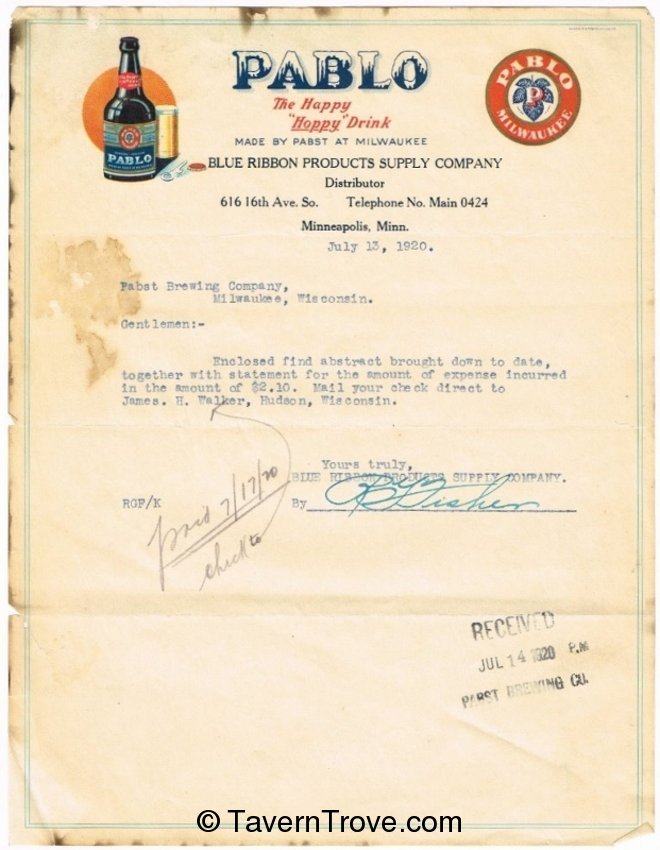 PABLO
The Happy
"Hoppy" Drink
MADE BY PABST AT MILWAUKEE
PABLO
PABLO
MILWAUKEE
BLUE RIBBON PRODUCTS SUPPLY COMPANY
Distributor
616 16th Ave. So. Telephone No. Main 0424
Minneapolis, Minn.
July 13, 1920.
Pabst Brewing Company,
Milwaukee, Wisconsin.
Gentlemen:-
Enclosed find abstract brought down to date,
together with statement for the amount of expense incurred
in the amount of $2.10. Mail your check direct to
James. H. Walker, Hudson, Wisconsin.
Yours truly,
BLUE RIBBON PRODUCTS SUPPLY COMPANY.
RGF/K
By R G Fisher
paid 7/17/20
check to
RECEIVED
JUL 14 1920 P.M
PABST BREWING CO.
© TavernTrove.com